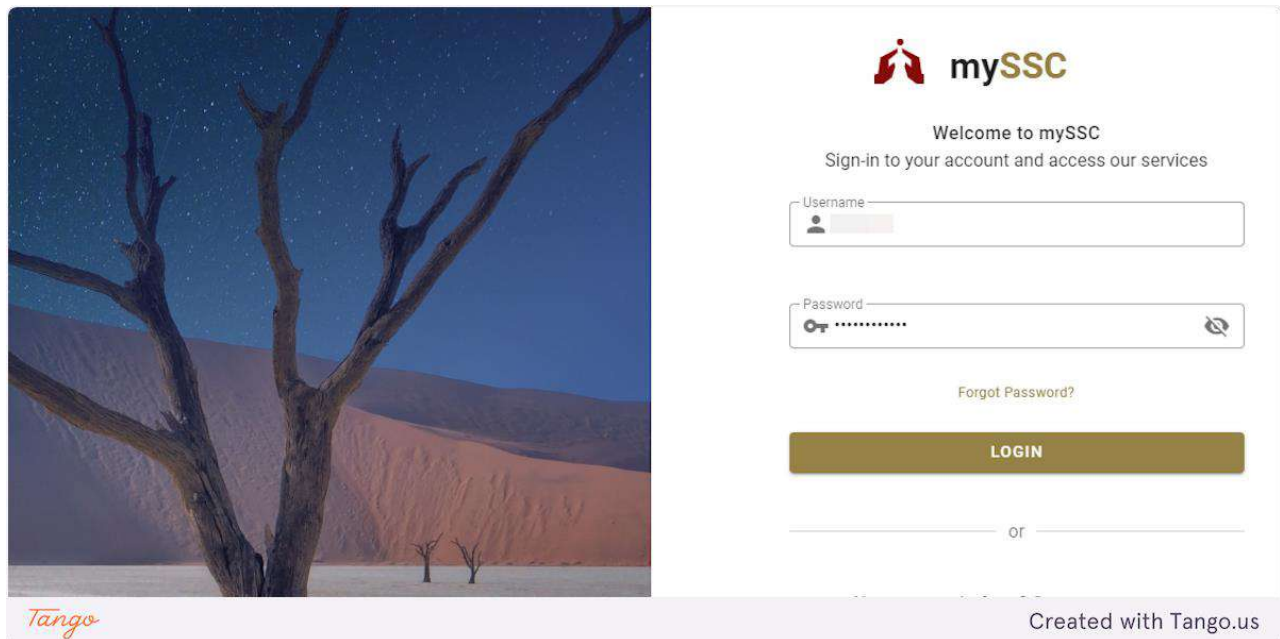 mySSC
Welcome to mySSC
Sign-in to your account and access our services
Username
Password
Forgot Password?
LOGIN
or
Tango
Created with Tango.us